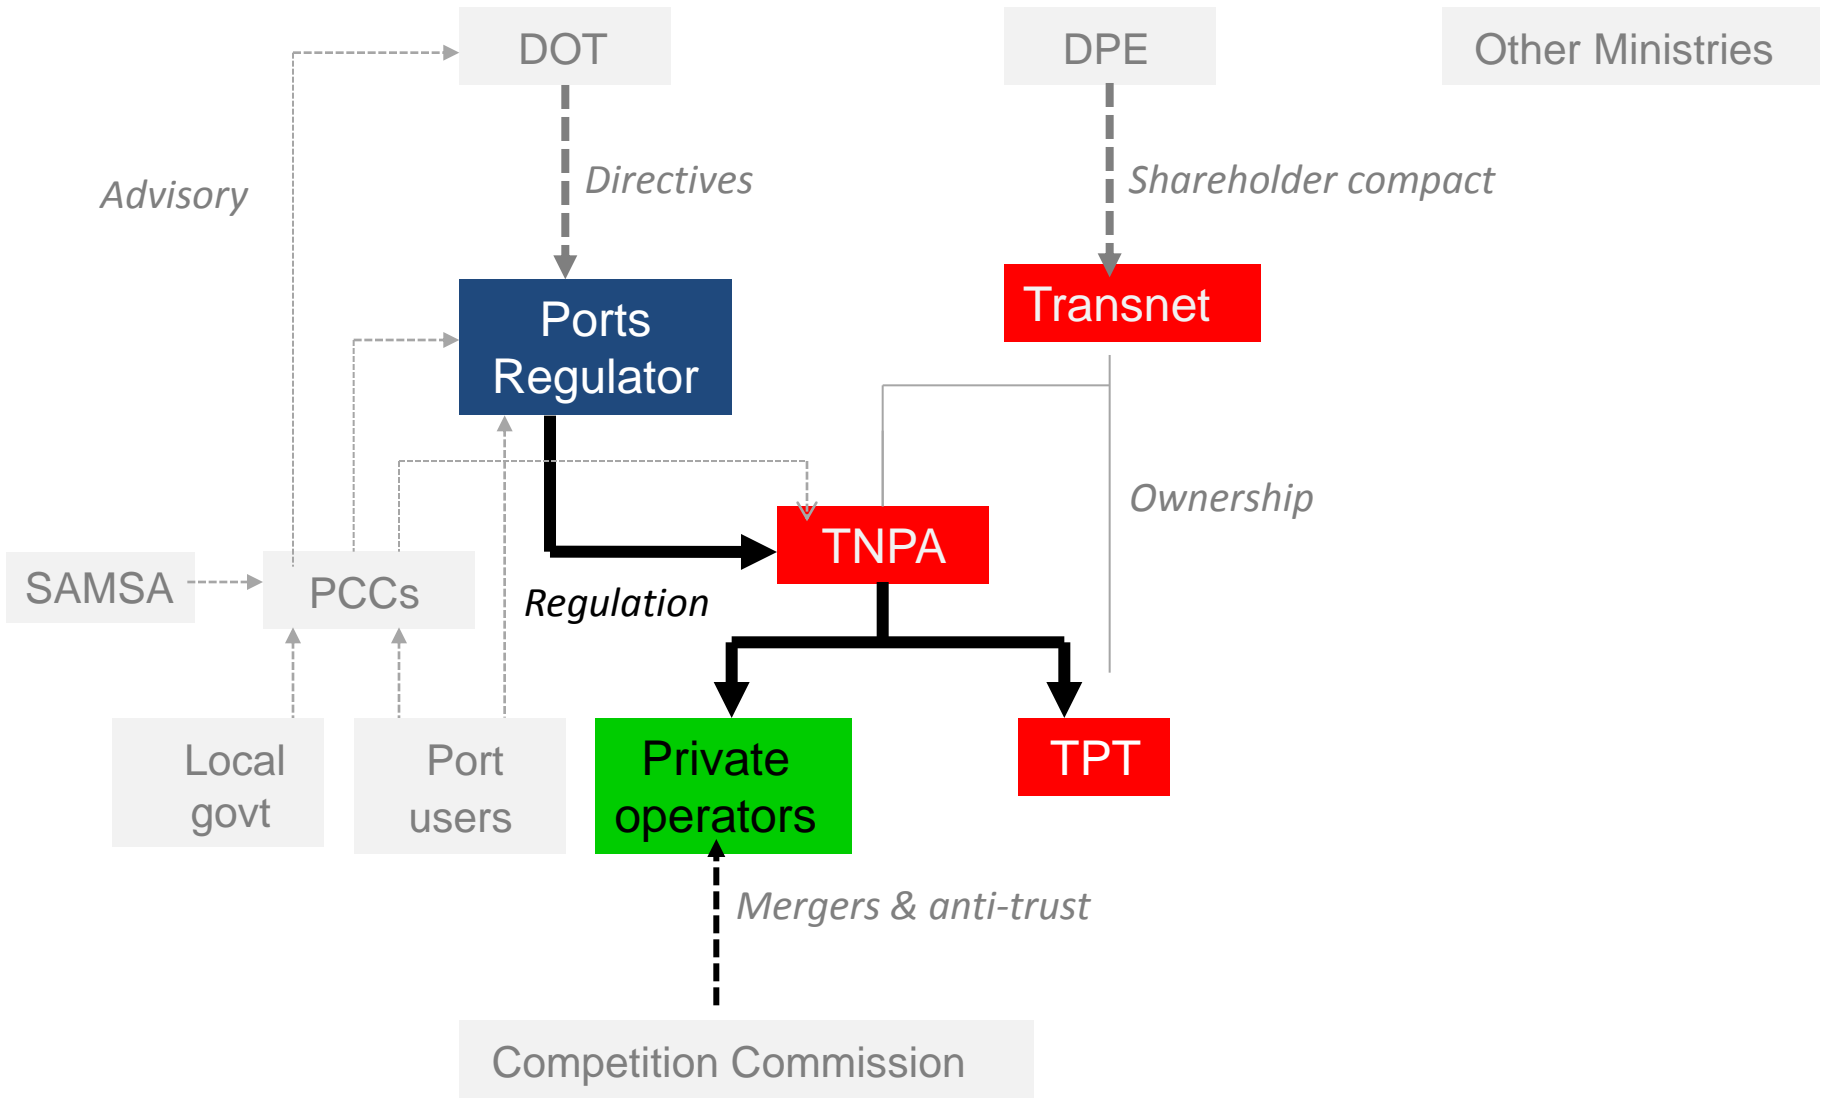 DOT
DPE
Other Ministries
Advisory
Directives
Shareholder compact
Ports
Regulator
Transnet
Ownership
TNPA
SAMSA
PCCs
Regulation
Local
govt
Port
users
Private
operators
TPT
Mergers & anti-trust
Competition Commission